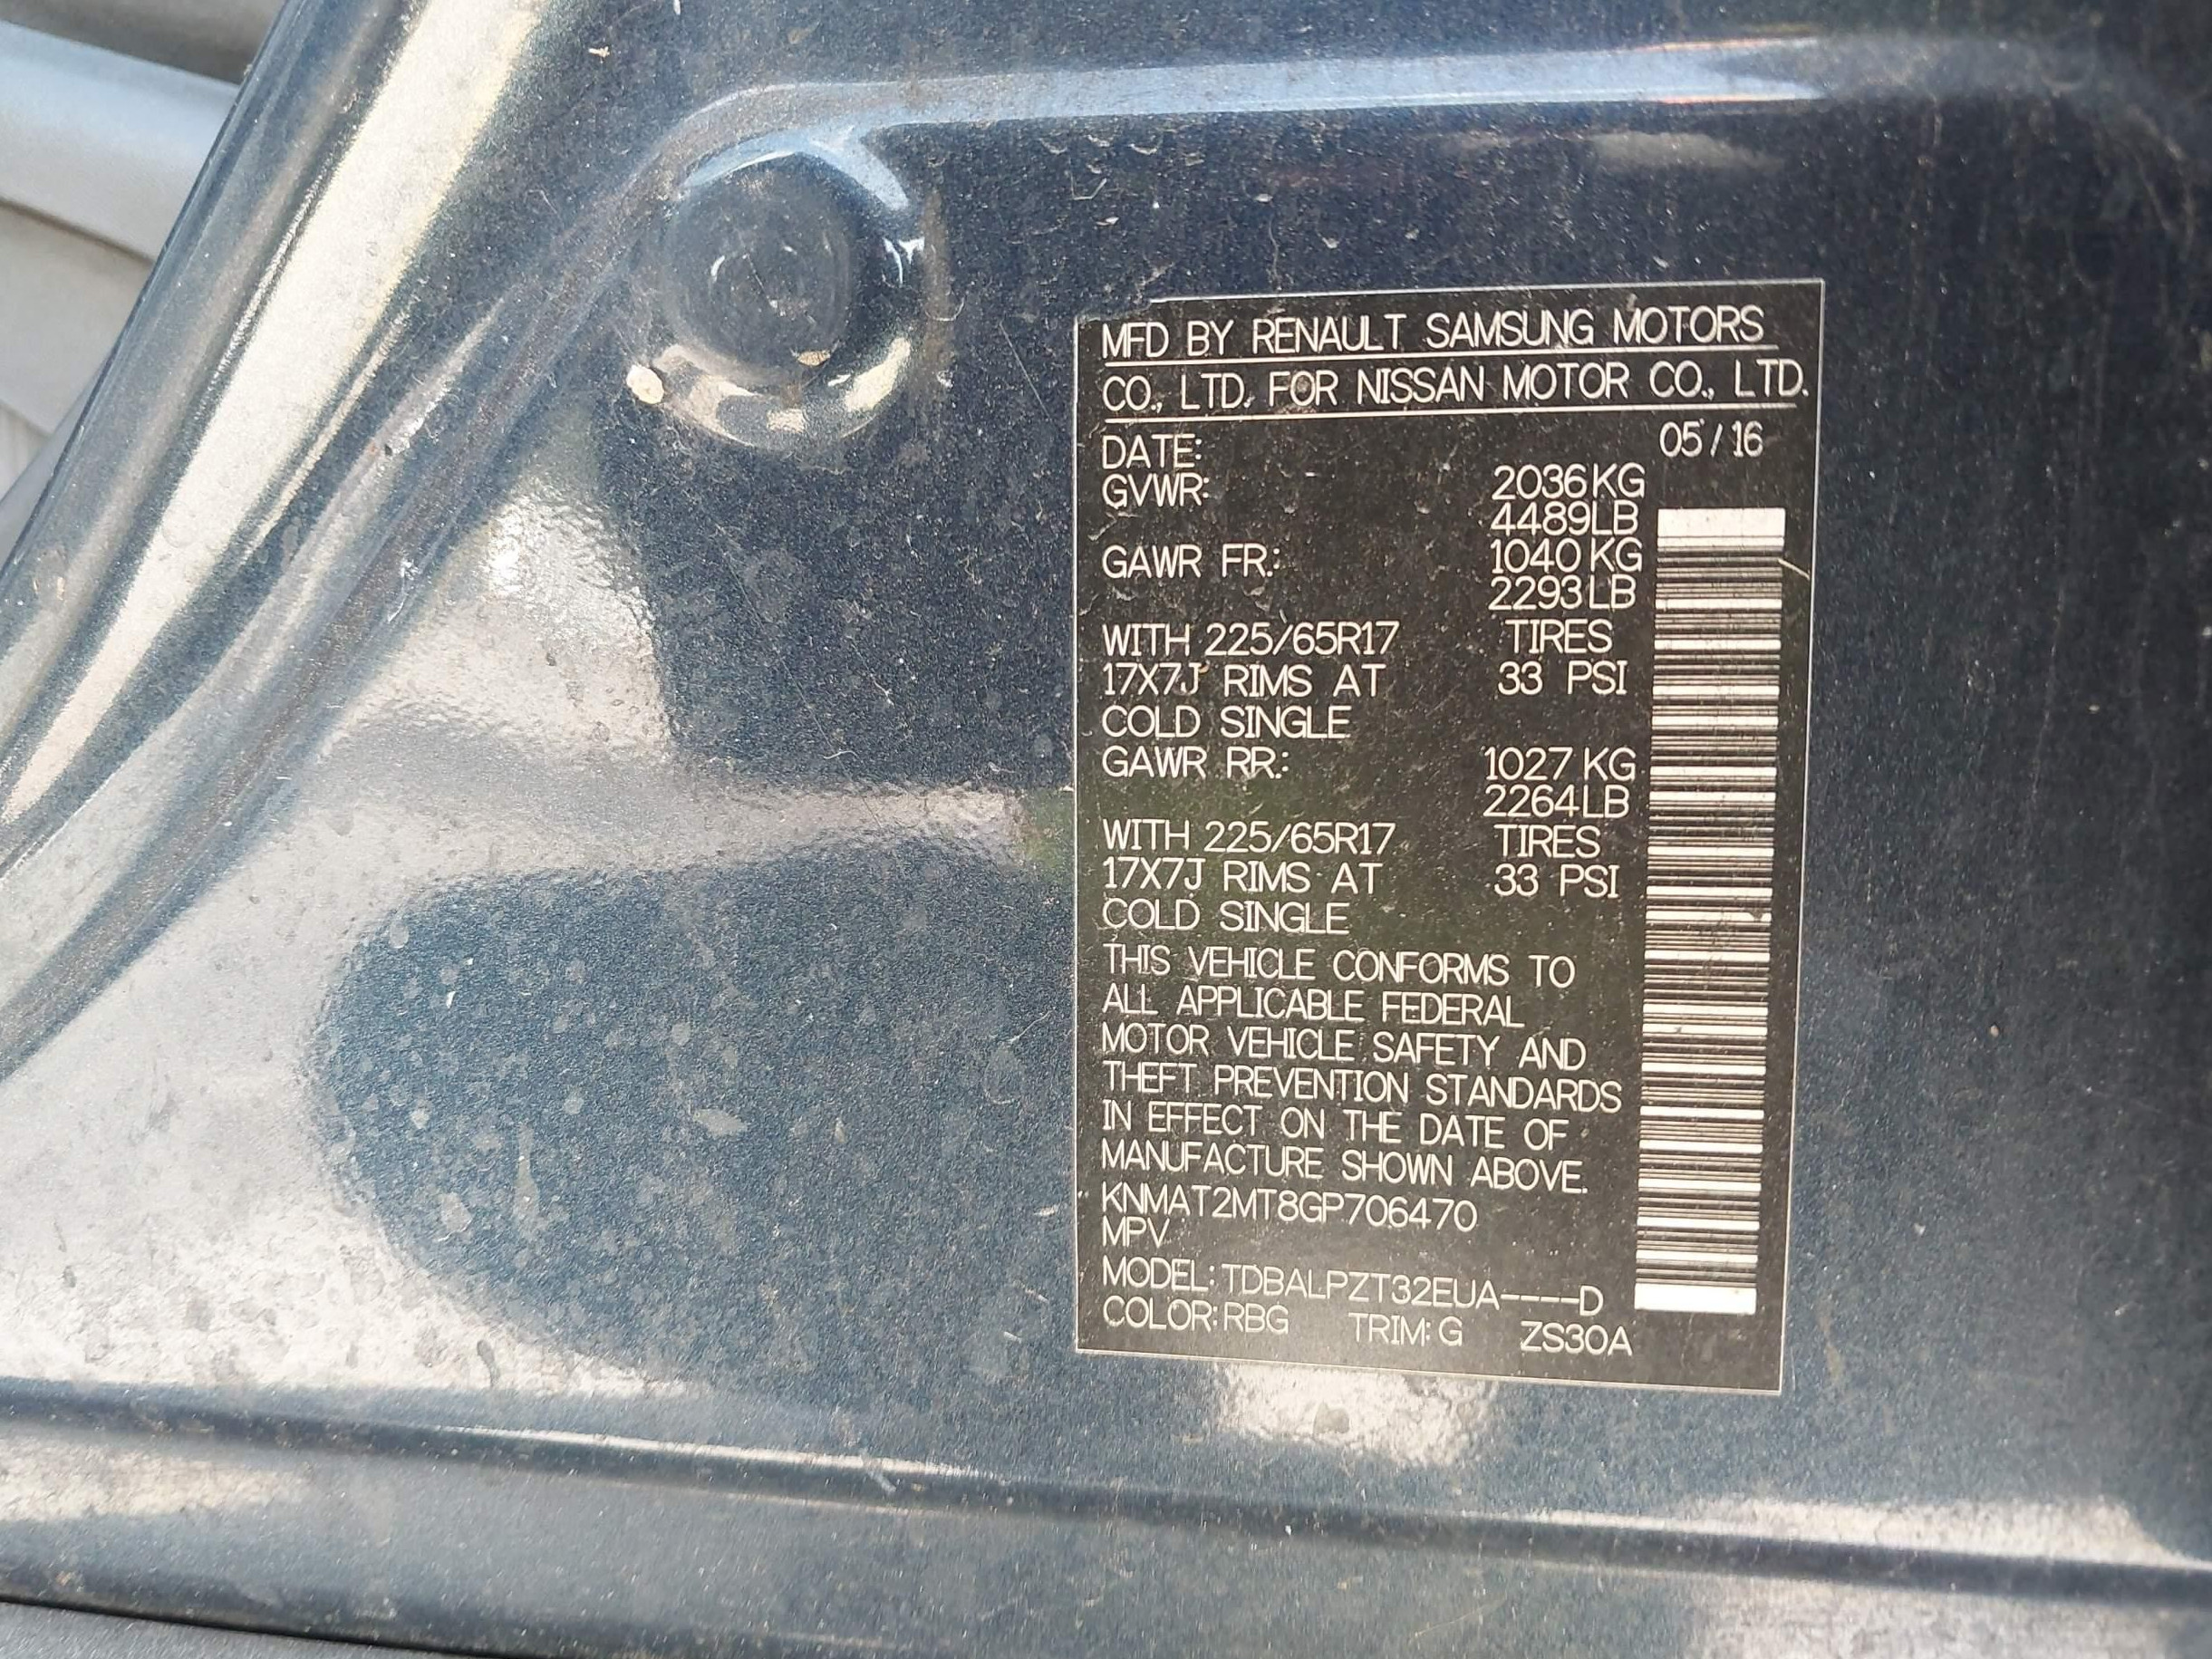 MFD BY RENAULT SAMSUNG MOTORS
CO., LTD. FOR NISSAN MOTOR CO., LTD.
DATE: 05 / 16
GVWR: 2036 KG
4489 LB
GAWR FR.: 1040 KG
2293 LB
WITH 225/65R17 TIRES
17X7J RIMS AT 33 PSI
COLD SINGLE
GAWR RR.: 1027 KG
2264 LB
WITH 225/65R17 TIRES
17X7J RIMS AT 33 PSI
COLD SINGLE
THIS VEHICLE CONFORMS TO
ALL APPLICABLE FEDERAL
MOTOR VEHICLE SAFETY AND
THEFT PREVENTION STANDARDS
IN EFFECT ON THE DATE OF
MANUFACTURE SHOWN ABOVE.
KNMAT2MT8GP706470
MPV
MODEL: TDBALPZT32EUA----D
COLOR: RBG TRIM: G ZS30A